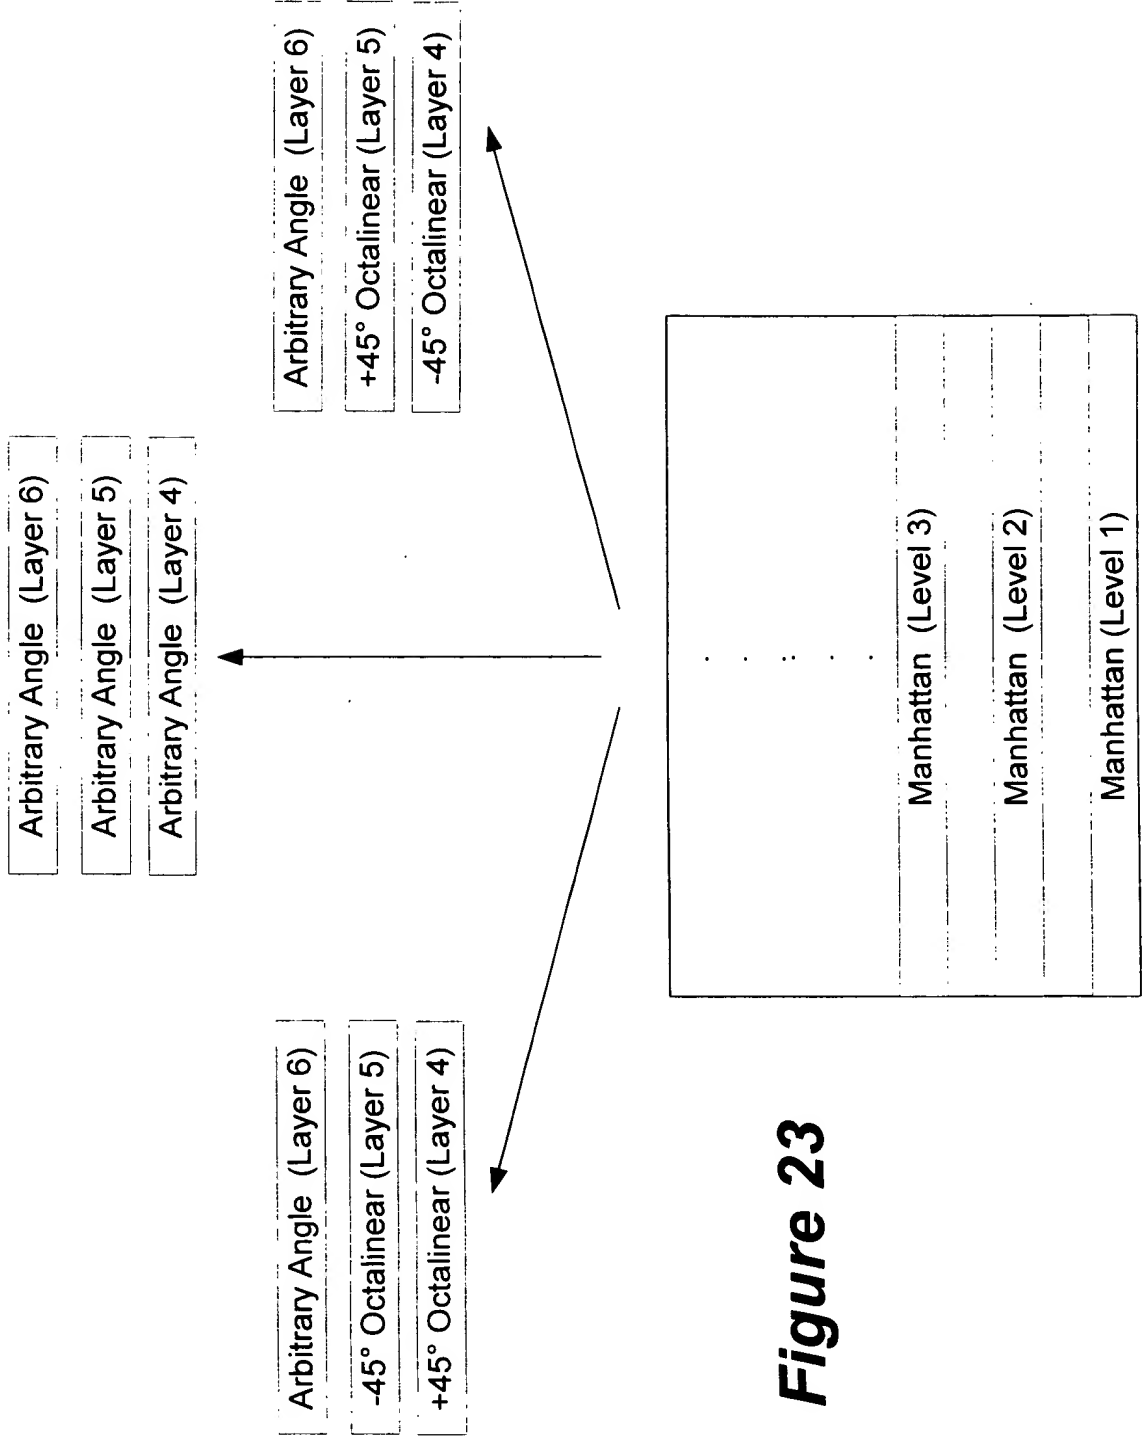 Arbitrary Angle (Layer 6)
Arbitrary Angle (Layer 5)
Arbitrary Angle (Layer 4)
Arbitrary Angle (Layer 6)
-45° Octalinear (Layer 5)
+45° Octalinear (Layer 4)
Arbitrary Angle (Layer 6)
+45° Octalinear (Layer 5)
-45° Octalinear (Layer 4)
Manhattan (Level 3)
Manhattan (Level 2)
Manhattan (Level 1)
Figure 23